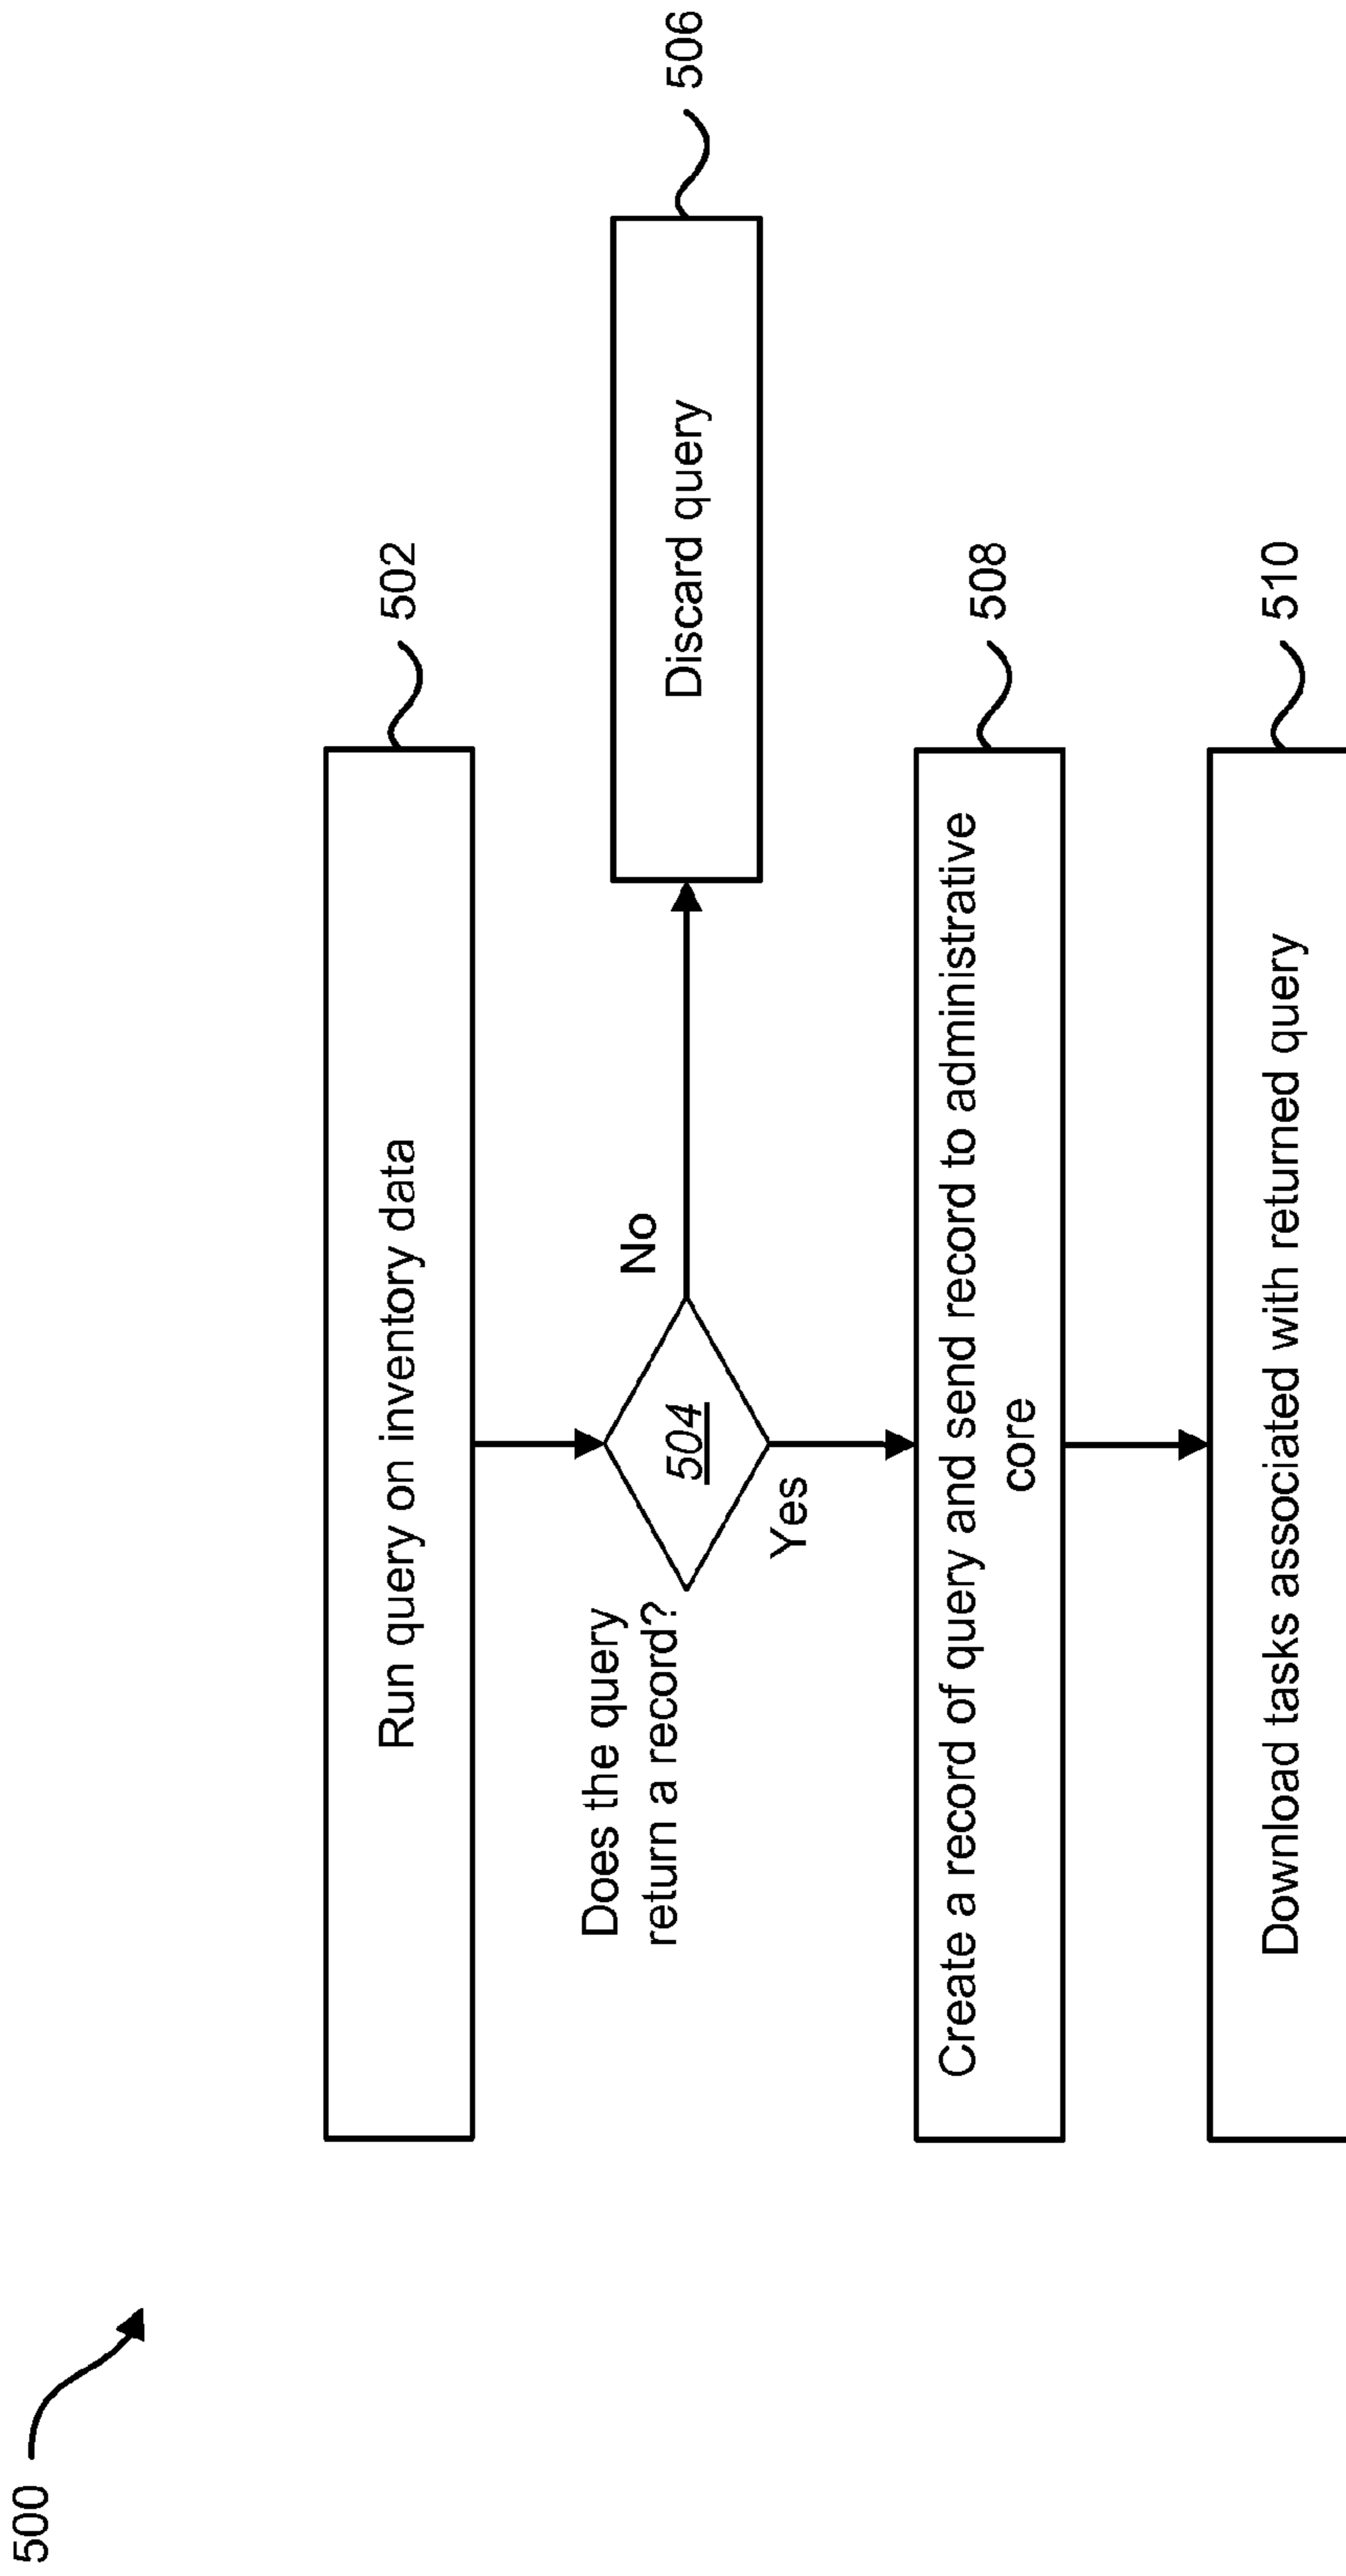 500
Run query on inventory data
502
Does the query
return a record?
504
No
Discard query
506
Yes
Create a record of query and send record to administrative
core
508
Download tasks associated with returned query
510